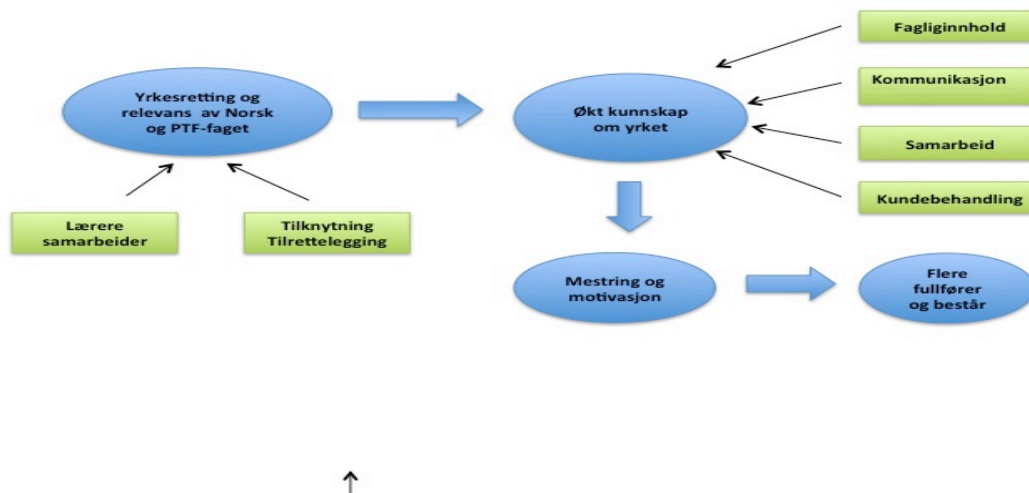 Yrkesretting og
relevans av Norsk
og PTF-faget
Lærere
samarbeider
Tilknytning
Tilrettelegging
Økt kunnskap
om yrket
Fagliginnhold
Kommunikasjon
Samarbeid
Kundebehandling
Mestring og
motivasjon
Flere
fullfører
og består